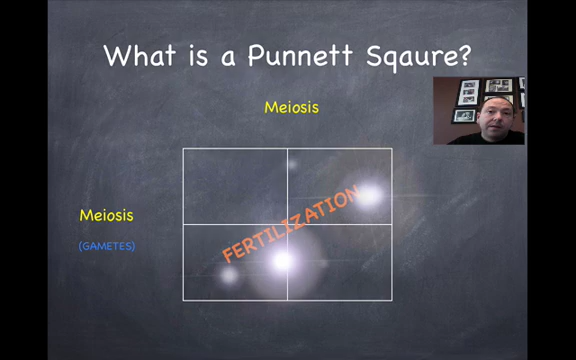 What is a Punnett Sqaure?
Meiosis
FERTILIZATION
Meiosis
(GAMETES)